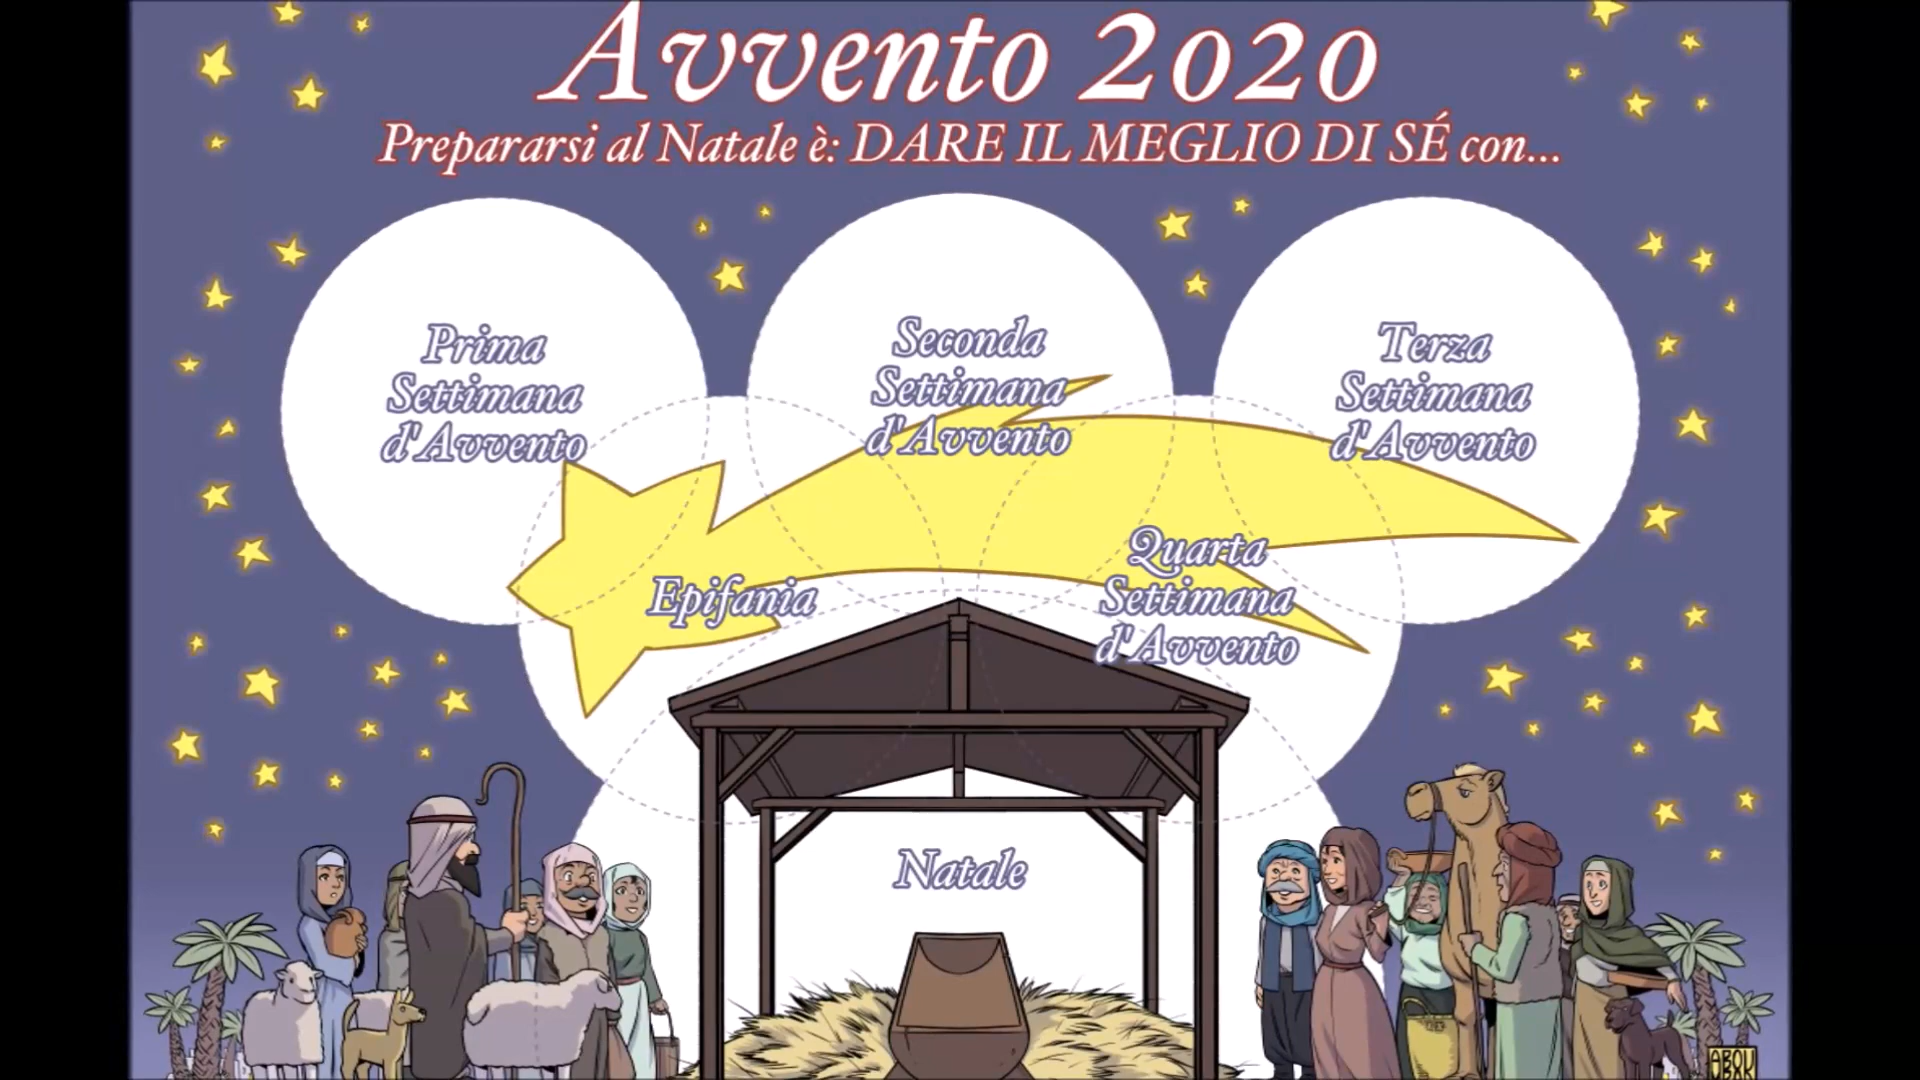 Avvento 2020
Prepararsi al Natale è: DARE IL MEGLIO DI SÉ con...
Prima
Settimana
d'Avvento
Seconda
Settimana
d'Avvento
Terza
Settimana
d'Avvento
Epifania
Quarta
Settimana
d'Avvento
Natale